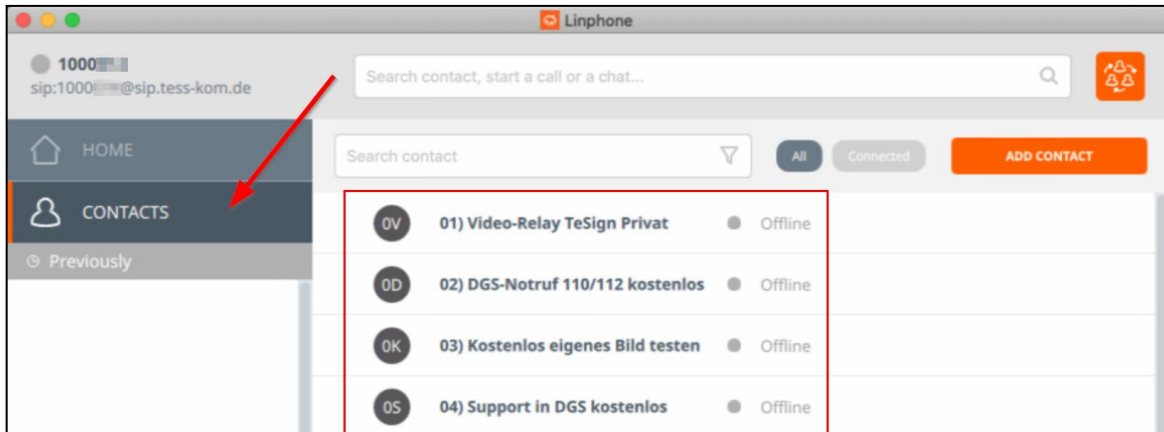 Linphone
1000
sip:1000 @sip.tess-kom.de
Search contact, start a call or a chat...
HOME
Search contact
All
Connected
ADD CONTACT
CONTACTS
Previously
0V 01) Video-Relay TeSign Privat Offline
0D 02) DGS-Notruf 110/112 kostenlos Offline
0K 03) Kostenlos eigenes Bild testen Offline
0S 04) Support in DGS kostenlos Offline